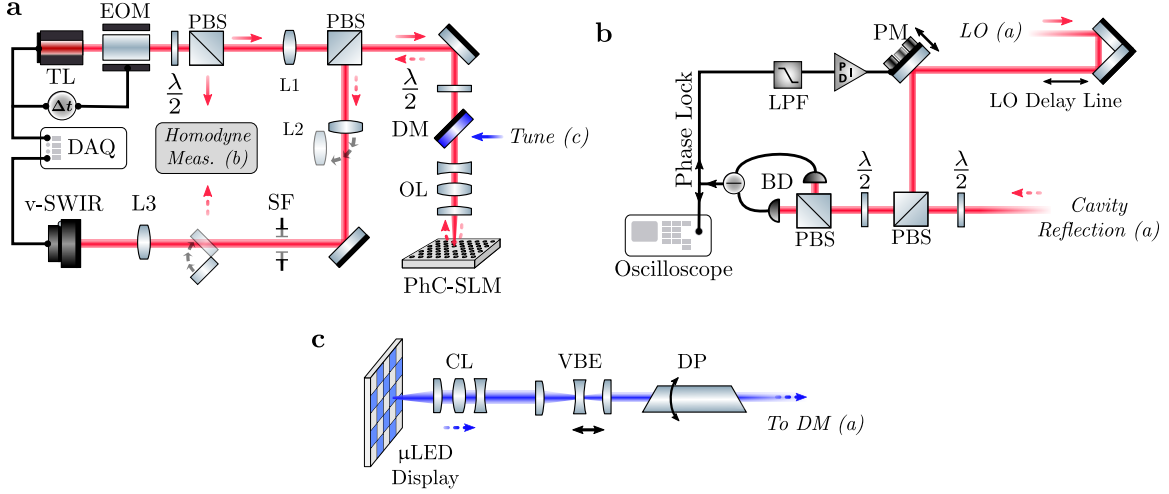 a
EOM
PBS
PBS
TL
λ/2
L1
λ/2
Δt
L2
DM
Tune (c)
DAQ
Homodyne
Meas. (b)
OL
v-SWIR
L3
SF
PhC-SLM
b
PM
LO (a)
P
I
D
LPF
LO Delay Line
Phase Lock
BD
λ/2
λ/2
PBS
PBS
Cavity
Reflection (a)
Oscilloscope
c
CL
VBE
DP
To DM (a)
μLED
Display